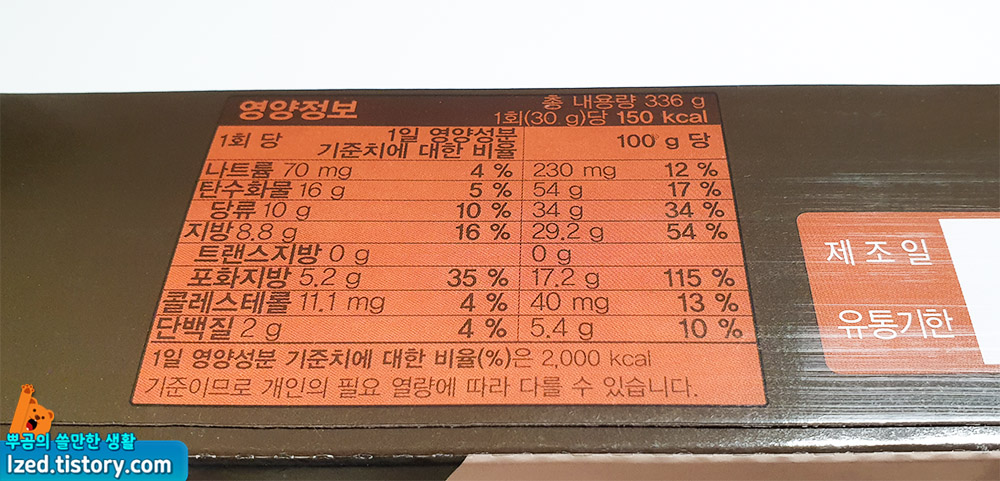 영양정보
총 내용량 336 g
1회(30 g)당 150 kcal
1회 당 1일 영양성분 기준치에 대한 비율 100 g 당
나트륨 70 mg 4 % 230 mg 12 %
탄수화물 16 g 5 % 54 g 17 %
당류 10 g 10 % 34 g 34 %
지방 8.8 g 16 % 29.2 g 54 %
트랜스지방 0 g 0 g
포화지방 5.2 g 35 % 17.2 g 115 %
콜레스테롤 11.1 mg 4 % 40 mg 13 %
단백질 2 g 4 % 5.4 g 10 %
1일 영양성분 기준치에 대한 비율(%)은 2,000 kcal
기준이므로 개인의 필요 열량에 따라 다를 수 있습니다.
제조일
유통기한
뿌곰의 쓸만한 생활
lzed.tistory.com